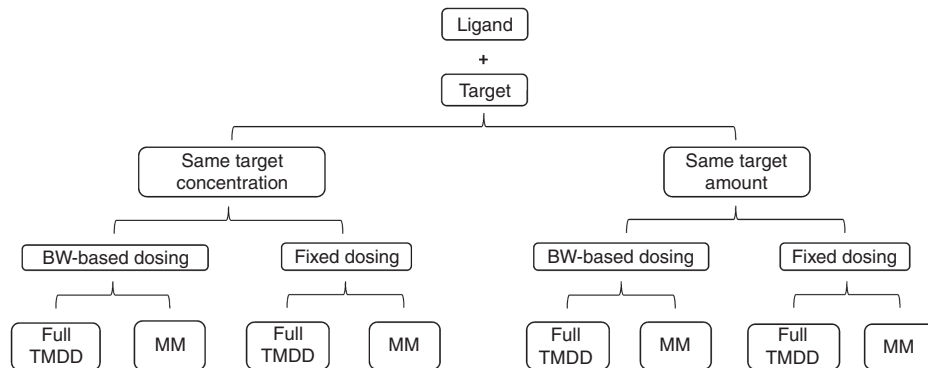 Ligand
+
Target
Same target
concentration
Same target
amount
BW-based dosing
Fixed dosing
BW-based dosing
Fixed dosing
Full
TMDD
MM
Full
TMDD
MM
Full
TMDD
MM
Full
TMDD
MM